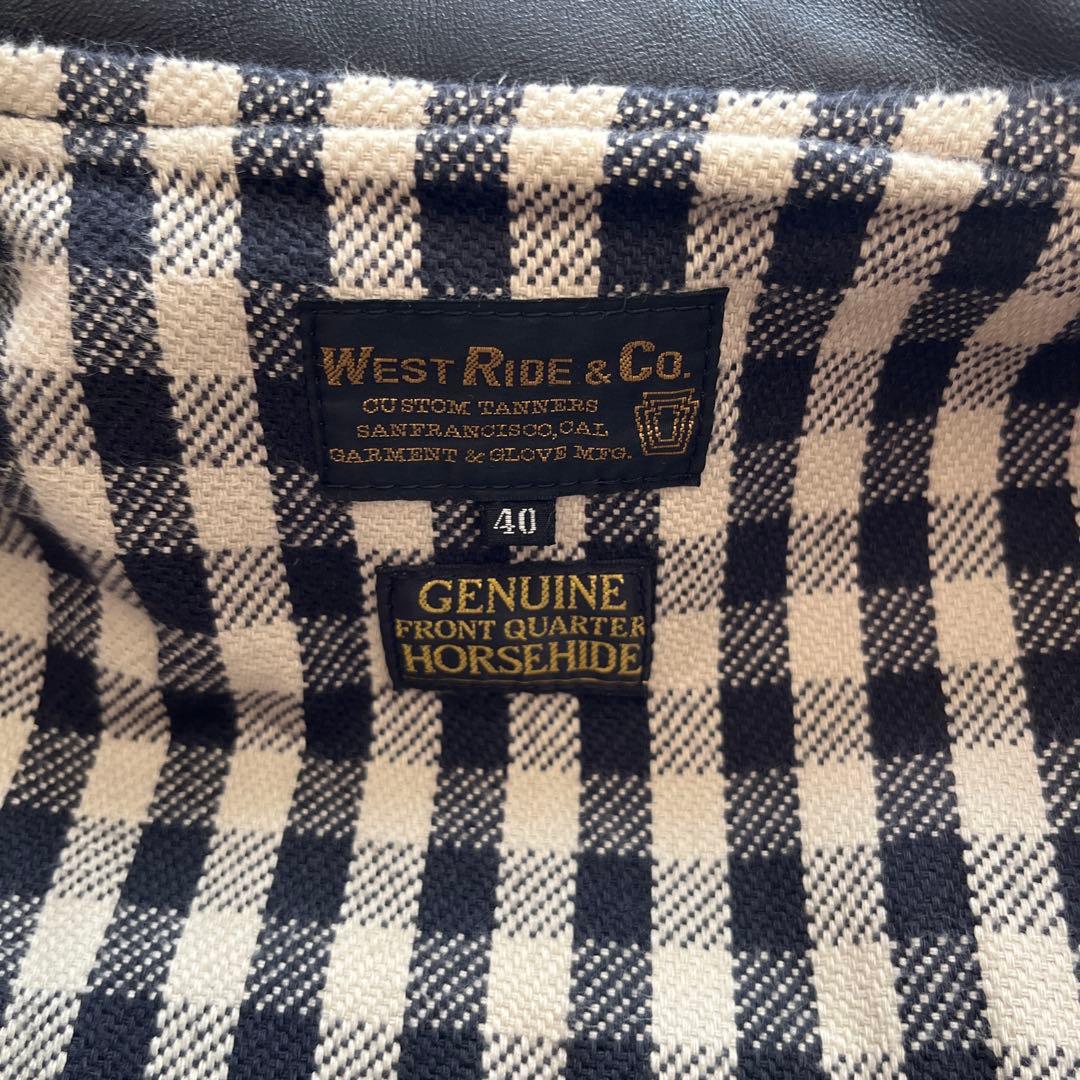 WEST RIDE & CO.
CUSTOM TANNERS
SANFRANCISCO, CAL
GARMENT & GLOVE MFG.
40
GENUINE
FRONT QUARTER
HORSEHIDE